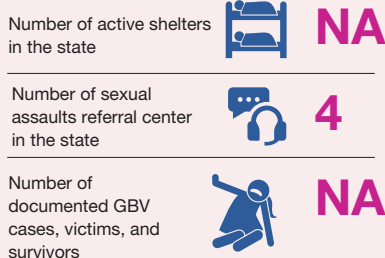 Number of active shelters
in the state
NA
Number of sexual
assaults referral center
in the state
4
Number of
documented GBV
cases, victims, and
survivors
NA